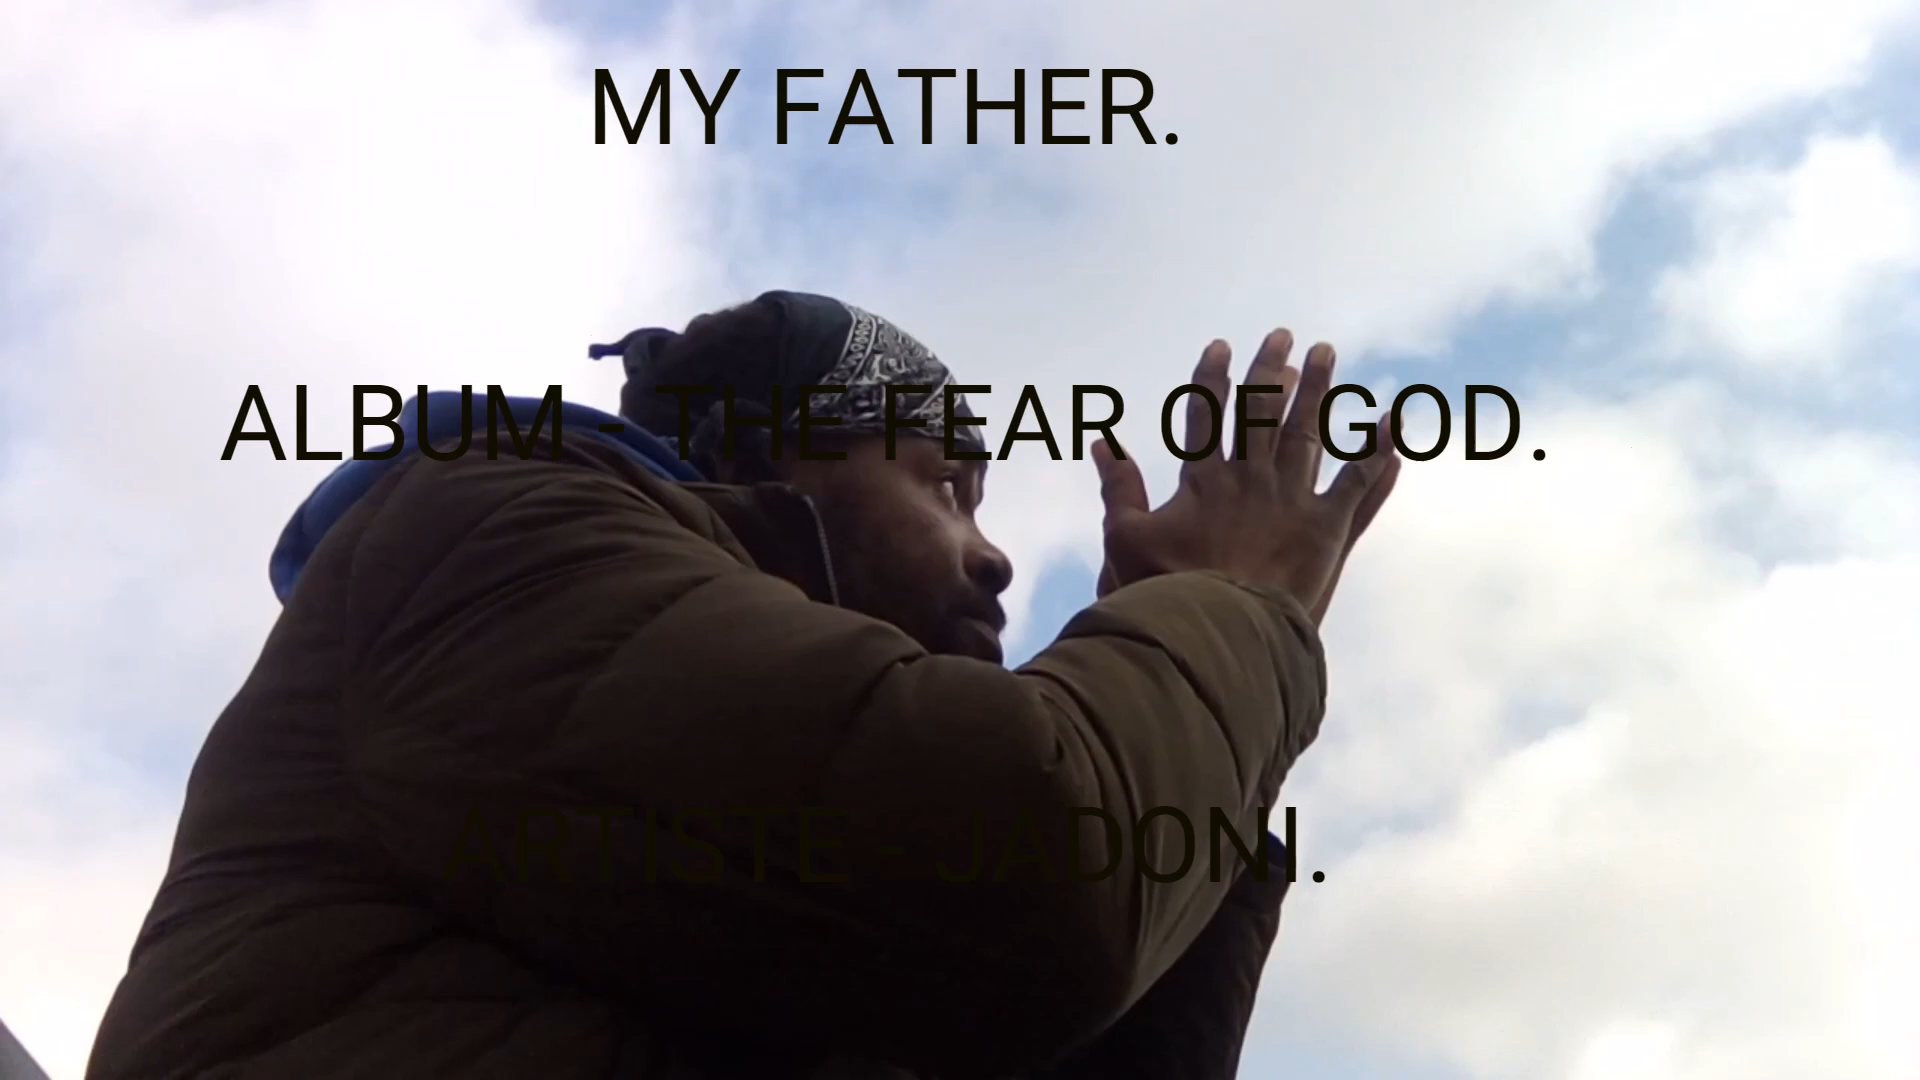 MY FATHER.
ALBUM - THE FEAR OF GOD.
ARTISTE - JADONI.